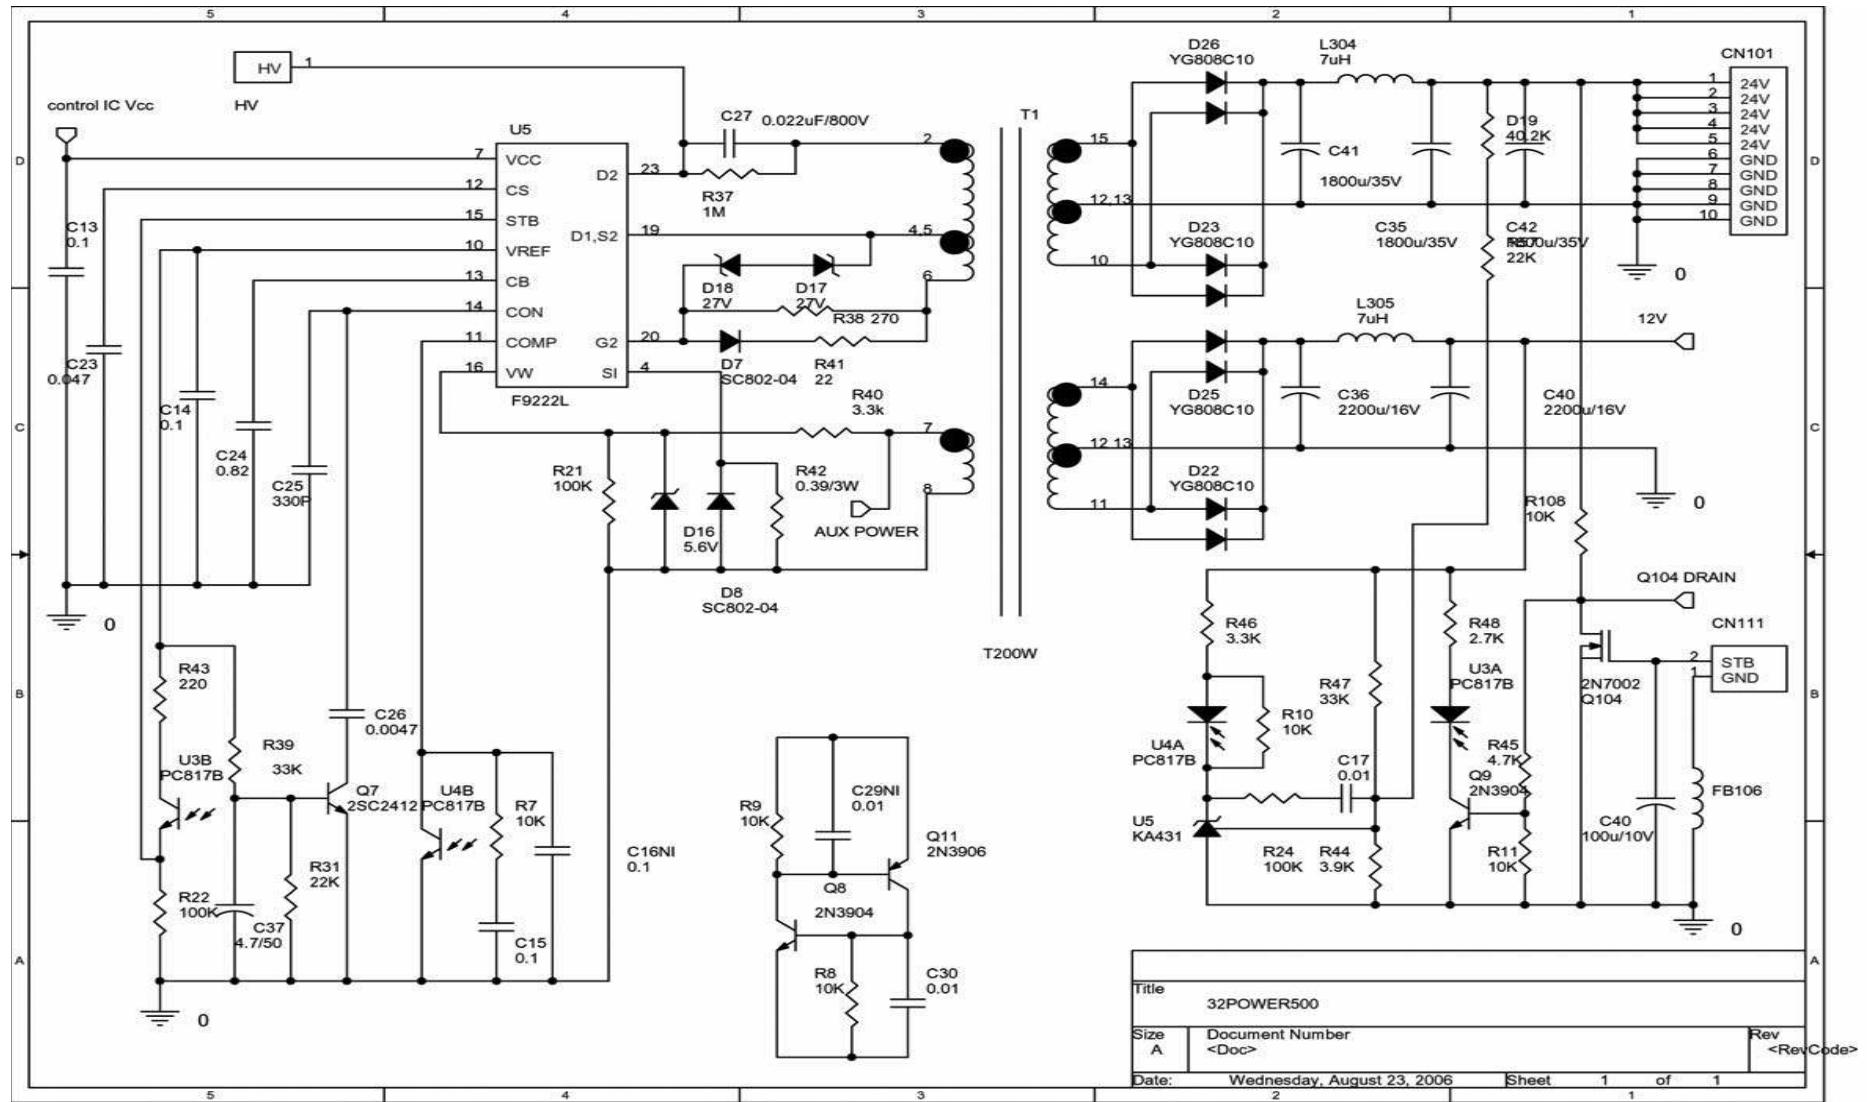 5 4 3 2 1
D
C
B
A
D
C
B
A
HV 1
HV
control IC Vcc
U5
7 VCC
12 CS
15 STB
10 VREF
13 CB
14 CON
11 COMP
16 VW
D2 23
D1,S2 19
G2 20
SI 4
F9222L
C13
0.1
C23
0.047
C14
0.1
C24
0.82
C25
330P
0
C27 0.022uF/800V
R37
1M
D18
27V
D17
27V
R38 270
D7
SC802-04
R41
22
R40
3.3k
R21
100K
R42
0.39/3W
D16
5.6V
AUX POWER
D8
SC802-04
2
4,5
6
7
8
T1
T200W
15
12,13
10
14
12 13
11
D26
YG808C10
L304
7uH
CN101
1 24V
2 24V
3 24V
4 24V
5 24V
6 GND
7 GND
8 GND
9 GND
10 GND
D19
40.2K
C41
1800u/35V
D23
YG808C10
C35
1800u/35V
C42
22K
0
L305
7uH
12V
D25
YG808C10
C36
2200u/16V
C40
2200u/16V
0
D22
YG808C10
R108
10K
Q104 DRAIN
CN111
2 STB
1 GND
2N7002
Q104
R46
3.3K
R48
2.7K
U3A
PC817B
R47
33K
R10
10K
U4A
PC817B
C17
0.01
R45
4.7K
Q9
2N3904
U5
KA431
R24
100K
R44
3.9K
R11
10K
C40
100u/10V
FB106
0
R43
220
U3B
PC817B
R39
33K
C26
0.0047
Q7
2SC2412
U4B
PC817B
R7
10K
R31
22K
R22
100K
C37
4.7/50
C15
0.1
C16NI
0.1
0
R9
10K
C29NI
0.01
Q11
2N3906
Q8
2N3904
R8
10K
C30
0.01
Title
32POWER500
Size
A
Document Number
<Doc>
Rev
<RevCode>
Date: Wednesday, August 23, 2006 Sheet 1 of 1
5 4 3 2 1